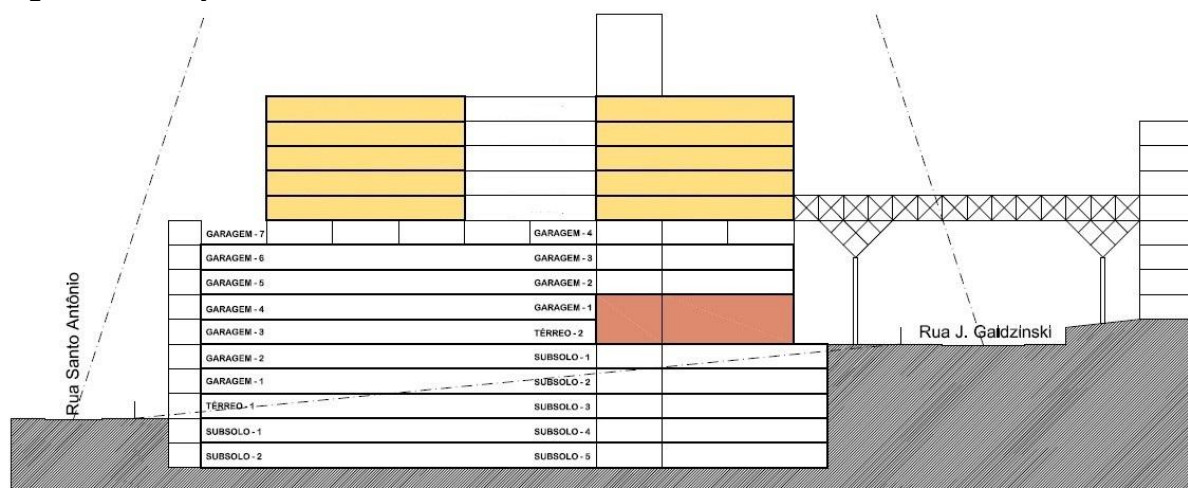 GARAGEM - 7 GARAGEM - 4
GARAGEM - 6 GARAGEM - 3
GARAGEM - 5 GARAGEM - 2
GARAGEM - 4 GARAGEM - 1
GARAGEM - 3 TÉRREO - 2
GARAGEM - 2 SUBSOLO - 1
GARAGEM - 1 SUBSOLO - 2
TÉRREO - 1 SUBSOLO - 3
SUBSOLO - 1 SUBSOLO - 4
SUBSOLO - 2 SUBSOLO - 5
Rua Santo Antônio
Rua J. Gaidzinski